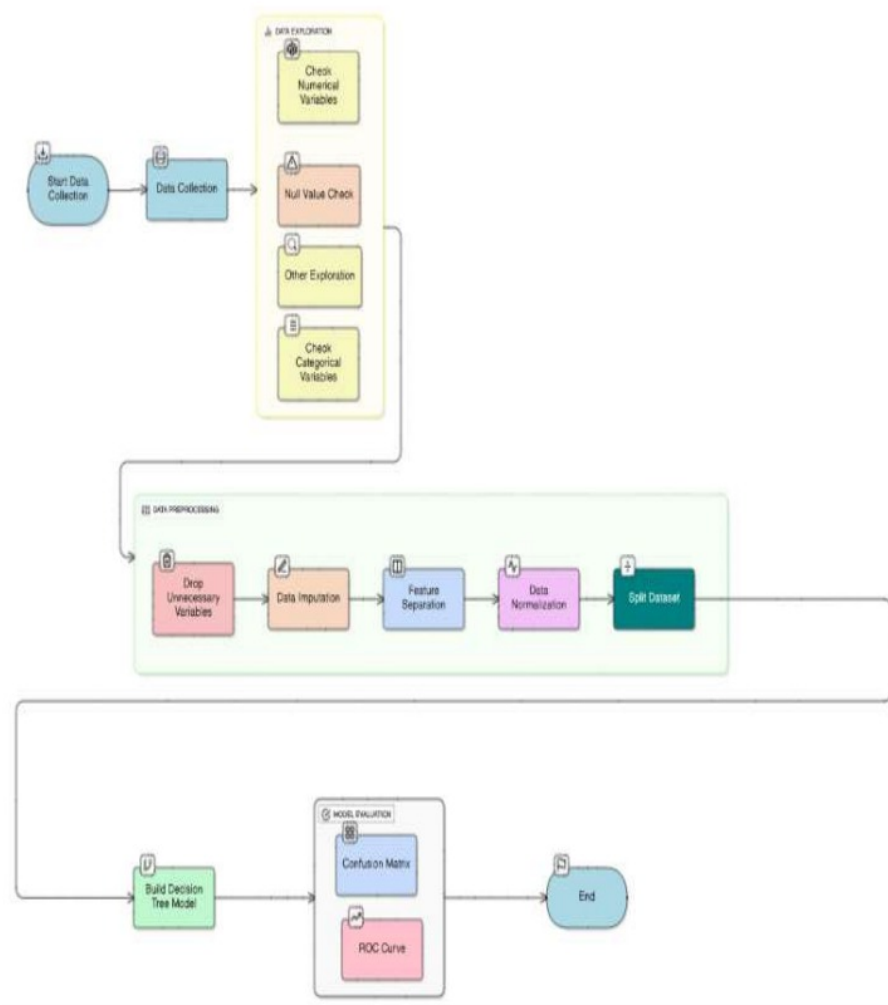 DATA EXPLORATION
Check
Numerical
Variables
Start Data
Collection
Data Collection
Null Value Check
Other Exploration
Check
Categorical
Variables
DATA PREPROCESSING
Drop
Unnecessary
Variables
Data Imputation
Feature
Separation
Data
Normalization
Split Dataset
MODEL EVALUATION
Confusion Matrix
Build Decision
Tree Model
End
ROC Curve